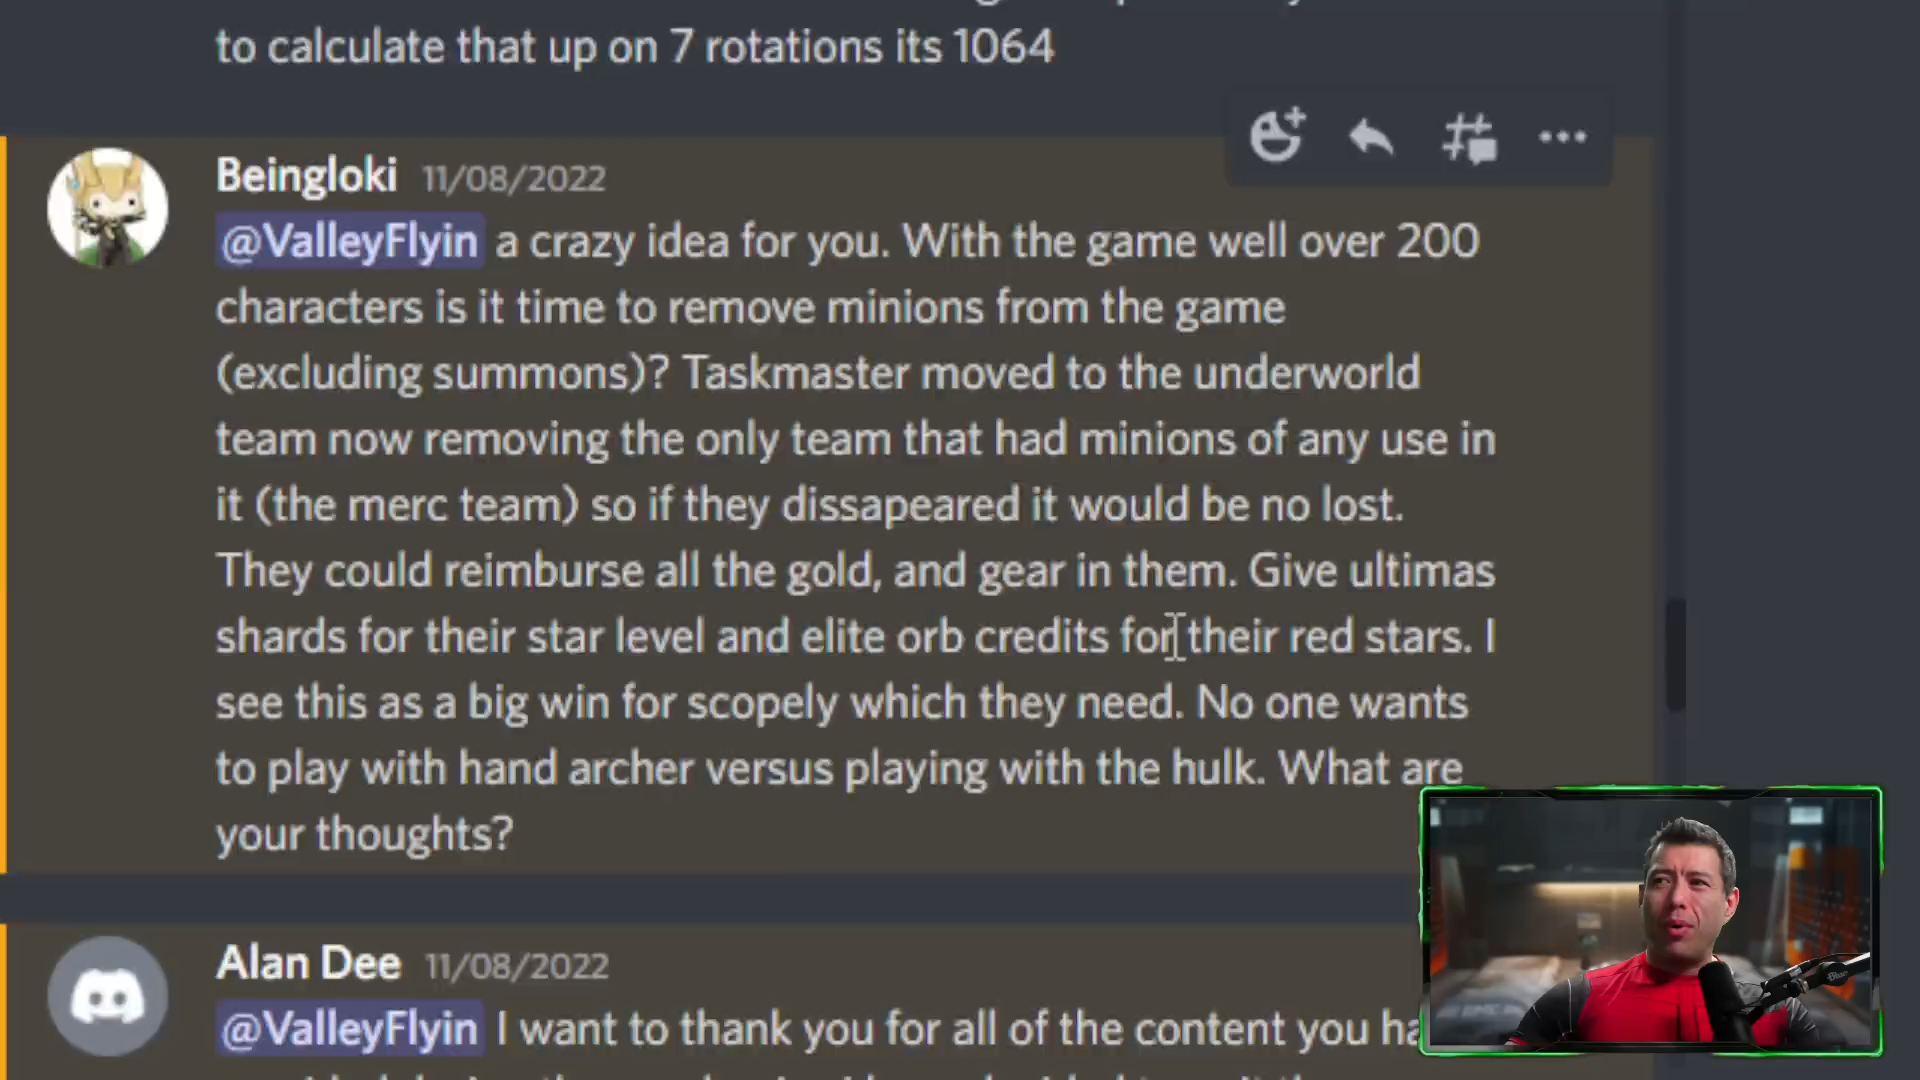 to calculate that up on 7 rotations its 1064
Beingloki 11/08/2022
@ValleyFlyin a crazy idea for you. With the game well over 200
characters is it time to remove minions from the game
(excluding summons)? Taskmaster moved to the underworld
team now removing the only team that had minions of any use in
it (the merc team) so if they dissapeared it would be no lost.
They could reimburse all the gold, and gear in them. Give ultimas
shards for their star level and elite orb credits for their red stars. I
see this as a big win for scopely which they need. No one wants
to play with hand archer versus playing with the hulk. What are
your thoughts?
Alan Dee 11/08/2022
@ValleyFlyin I want to thank you for all of the content you